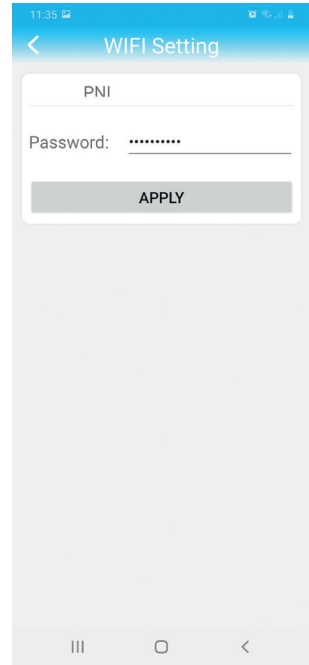 11:35
WIFI Setting
PNI
Password: ••••••••••
APPLY